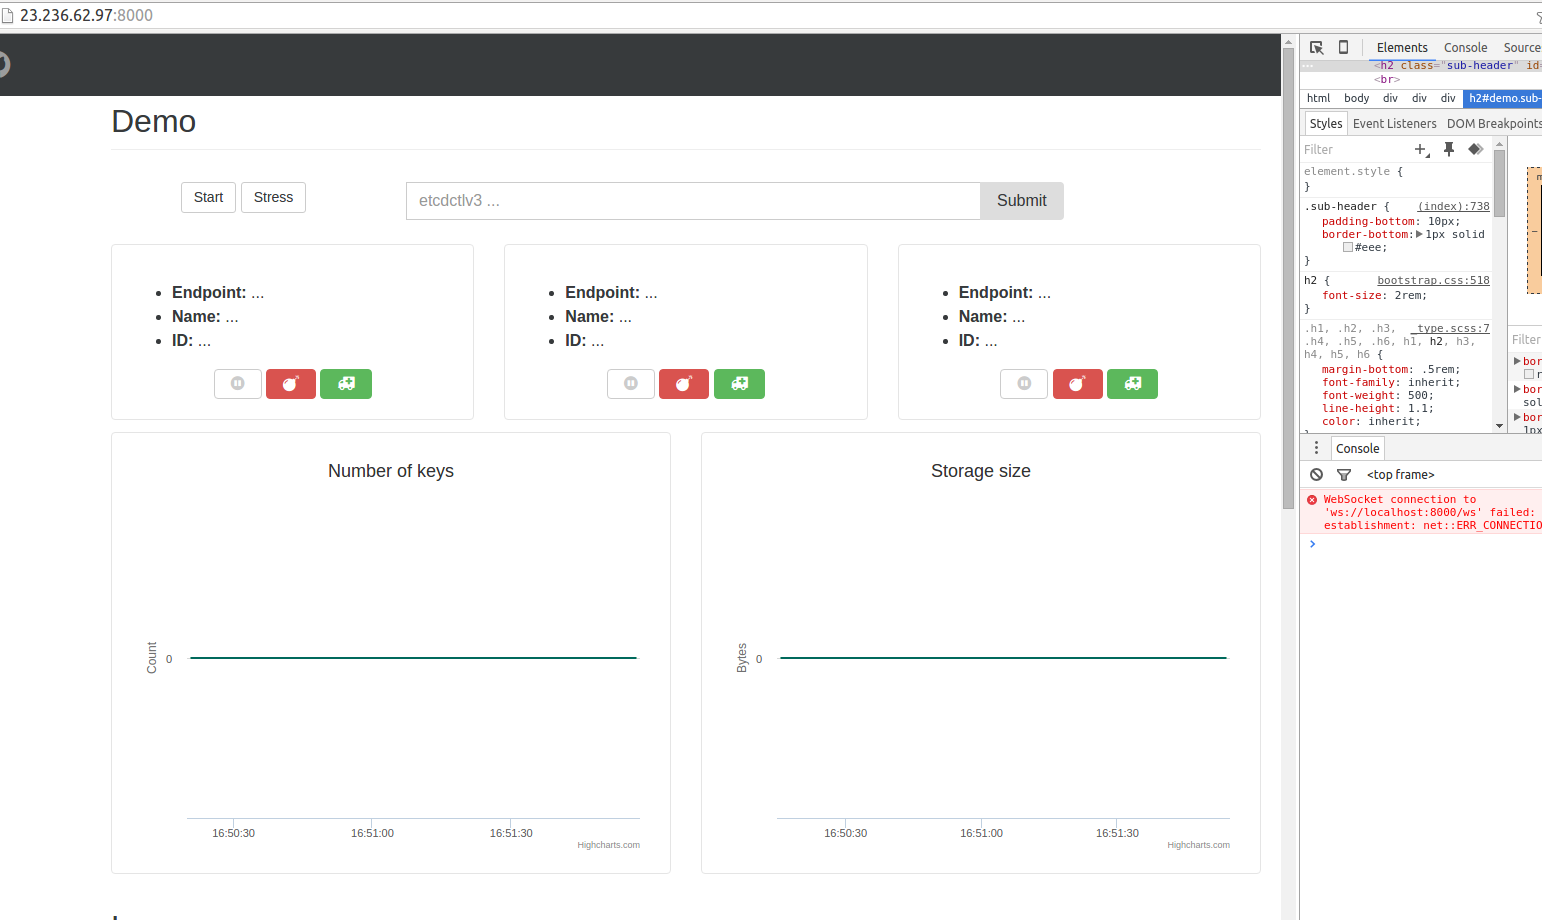 23.236.62.97:8000
Elements Console Source
<h2 class="sub-header" id=
<br>
html body div div div h2#demo.sub-
Styles Event Listeners DOM Breakpoints
Filter
element.style {
}
.sub-header { (index):738
padding-bottom: 10px;
border-bottom: 1px solid
#eee;
}
h2 { bootstrap.css:518
font-size: 2rem;
}
.h1, .h2, .h3, _type.scss:7
.h4, .h5, .h6, h1, h2, h3,
h4, h5, h6 {
margin-bottom: .5rem;
font-family: inherit;
font-weight: 500;
line-height: 1.1;
color: inherit;
}
m
–
Filter
bor
r
bor
sol
bor
1px
Console
<top frame>
WebSocket connection to
'ws://localhost:8000/ws' failed:
establishment: net::ERR_CONNECTIO
Demo
Start Stress etcdctlv3 ... Submit
Endpoint: ...
Name: ...
ID: ...
Endpoint: ...
Name: ...
ID: ...
Endpoint: ...
Name: ...
ID: ...
Number of keys
Count
0
16:50:30 16:51:00 16:51:30
Highcharts.com
Storage size
Bytes
0
16:50:30 16:51:00 16:51:30
Highcharts.com